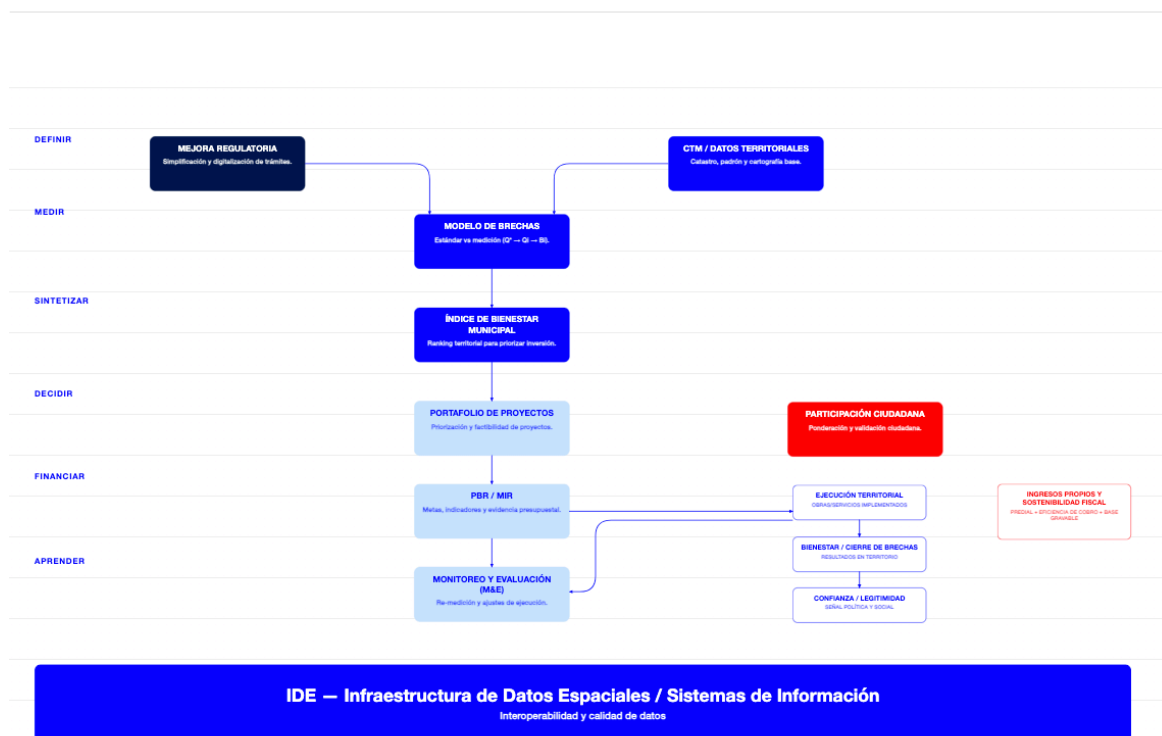 DEFINIR
MEJORA REGULATORIA
Simplificación y digitalización de trámites.
CTM / DATOS TERRITORIALES
Catastro, padrón y cartografía base.
MEDIR
MODELO DE BRECHAS
Estándar vs medición (Q* → QI → BI).
SINTETIZAR
ÍNDICE DE BIENESTAR
MUNICIPAL
Ranking territorial para priorizar inversión.
DECIDIR
PORTAFOLIO DE PROYECTOS
Priorización y factibilidad de proyectos.
PARTICIPACIÓN CIUDADANA
Ponderación y validación ciudadana.
FINANCIAR
PBR / MIR
Metas, indicadores y evidencia presupuestal.
EJECUCIÓN TERRITORIAL
OBRAS/SERVICIOS IMPLEMENTADOS
INGRESOS PROPIOS Y
SOSTENIBILIDAD FISCAL
PREDIAL + EFICIENCIA DE COBRO + BASE
GRAVABLE
APRENDER
BIENESTAR / CIERRE DE BRECHAS
RESULTADOS EN TERRITORIO
MONITOREO Y EVALUACIÓN
(M&E)
Re-medición y ajustes de ejecución.
CONFIANZA / LEGITIMIDAD
SEÑAL POLÍTICA Y SOCIAL
IDE — Infraestructura de Datos Espaciales / Sistemas de Información
Interoperabilidad y calidad de datos